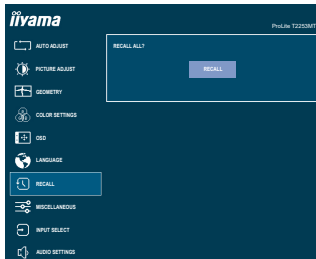 iiyama
ProLite T2253MT
AUTO ADJUST
RECALL ALL?
PICTURE ADJUST
RECALL
GEOMETRY
COLOR SETTINGS
OSD
LANGUAGE
RECALL
MISCELLANEOUS
INPUT SELECT
AUDIO SETTINGS